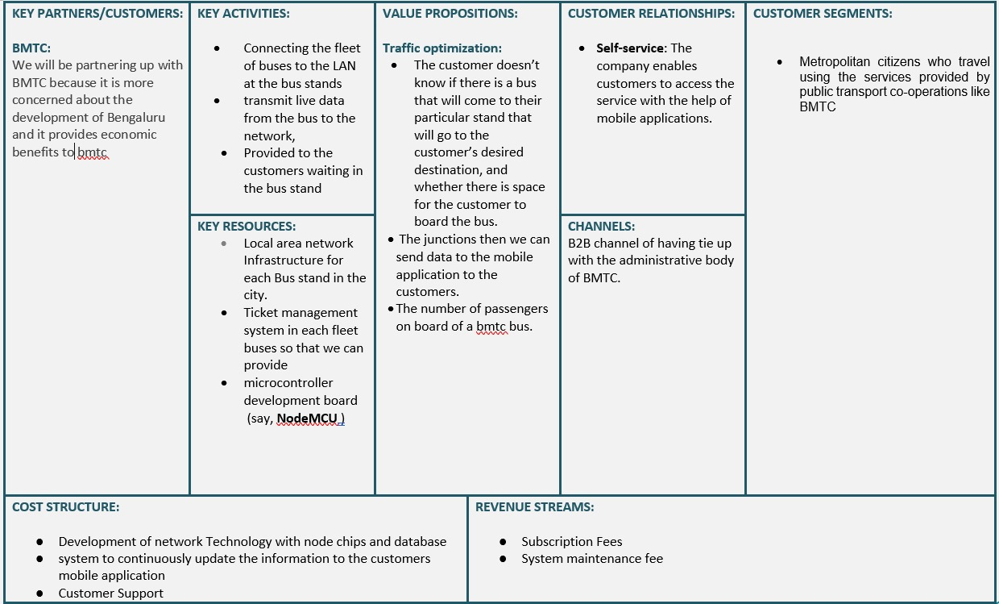 KEY PARTNERS/CUSTOMERS:
BMTC:
We will be partnering up with
BMTC because it is more
concerned about the
development of Bengaluru
and it provides economic
benefits to bmtc
KEY ACTIVITIES:
• Connecting the fleet
of buses to the LAN
at the bus stands
• transmit live data
from the bus to the
network,
• Provided to the
customers waiting in
the bus stand
KEY RESOURCES:
• Local area network
Infrastructure for
each Bus stand in the
city.
• Ticket management
system in each fleet
buses so that we can
provide
• microcontroller
development board
(say, NodeMCU )
VALUE PROPOSITIONS:
Traffic optimization:
• The customer doesn’t
know if there is a bus
that will come to their
particular stand that
will go to the
customer’s desired
destination, and
whether there is space
for the customer to
board the bus.
• The junctions then we can
send data to the mobile
application to the
customers.
• The number of passengers
on board of a bmtc bus.
CUSTOMER RELATIONSHIPS:
• Self-service: The
company enables
customers to access the
service with the help of
mobile applications.
CHANNELS:
B2B channel of having tie up
with the administrative body
of BMTC.
CUSTOMER SEGMENTS:
• Metropolitan citizens who travel
using the services provided by
public transport co-operations like
BMTC
COST STRUCTURE:
• Development of network Technology with node chips and database
• system to continuously update the information to the customers
mobile application
• Customer Support
REVENUE STREAMS:
• Subscription Fees
• System maintenance fee